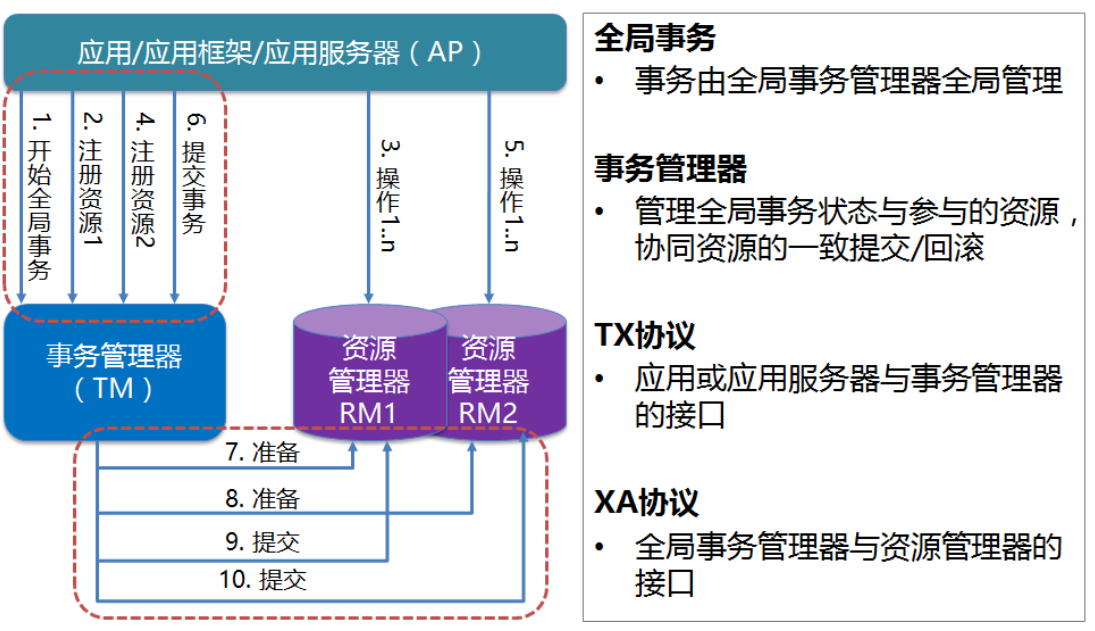 应用/应用框架/应用服务器（AP）
1. 开始全局事务
2. 注册资源1
4. 注册资源2
6. 提交事务
3. 操作1..n
5. 操作1..n
事务管理器
（TM）
资源
管理器
RM1
资源
管理器
RM2
7. 准备
8. 准备
9. 提交
10. 提交
全局事务
• 事务由全局事务管理器全局管理
事务管理器
• 管理全局事务状态与参与的资源，
协同资源的一致提交/回滚
TX协议
• 应用或应用服务器与事务管理器
的接口
XA协议
• 全局事务管理器与资源管理器的
接口